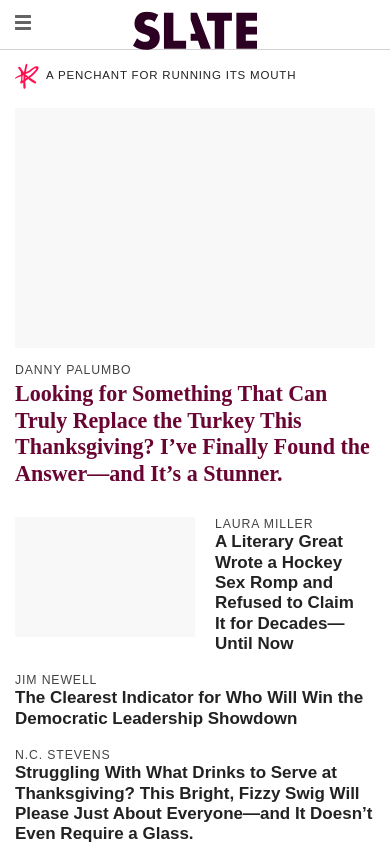 SLATE
A PENCHANT FOR RUNNING ITS MOUTH
DANNY PALUMBO
Looking for Something That Can
Truly Replace the Turkey This
Thanksgiving? I’ve Finally Found the
Answer—and It’s a Stunner.
LAURA MILLER
A Literary Great
Wrote a Hockey
Sex Romp and
Refused to Claim
It for Decades—
Until Now
JIM NEWELL
The Clearest Indicator for Who Will Win the
Democratic Leadership Showdown
N.C. STEVENS
Struggling With What Drinks to Serve at
Thanksgiving? This Bright, Fizzy Swig Will
Please Just About Everyone—and It Doesn’t
Even Require a Glass.